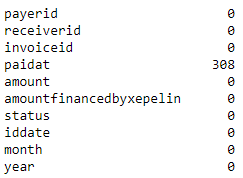 payerid 0
receiverid 0
invoiceid 0
paidat 308
amount 0
amountfinancedbyxepelin 0
status 0
iddate 0
month 0
year 0